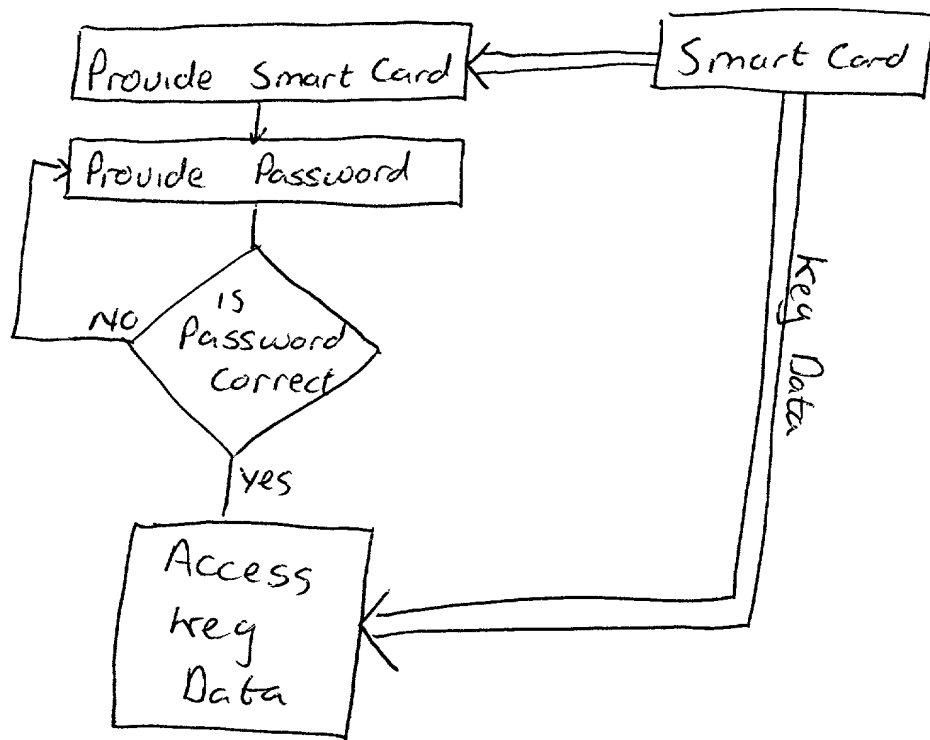 Provide Smart Card
Smart Card
Provide Password
NO
is
Password
Correct
Yes
Key Data
Access
Key
Data